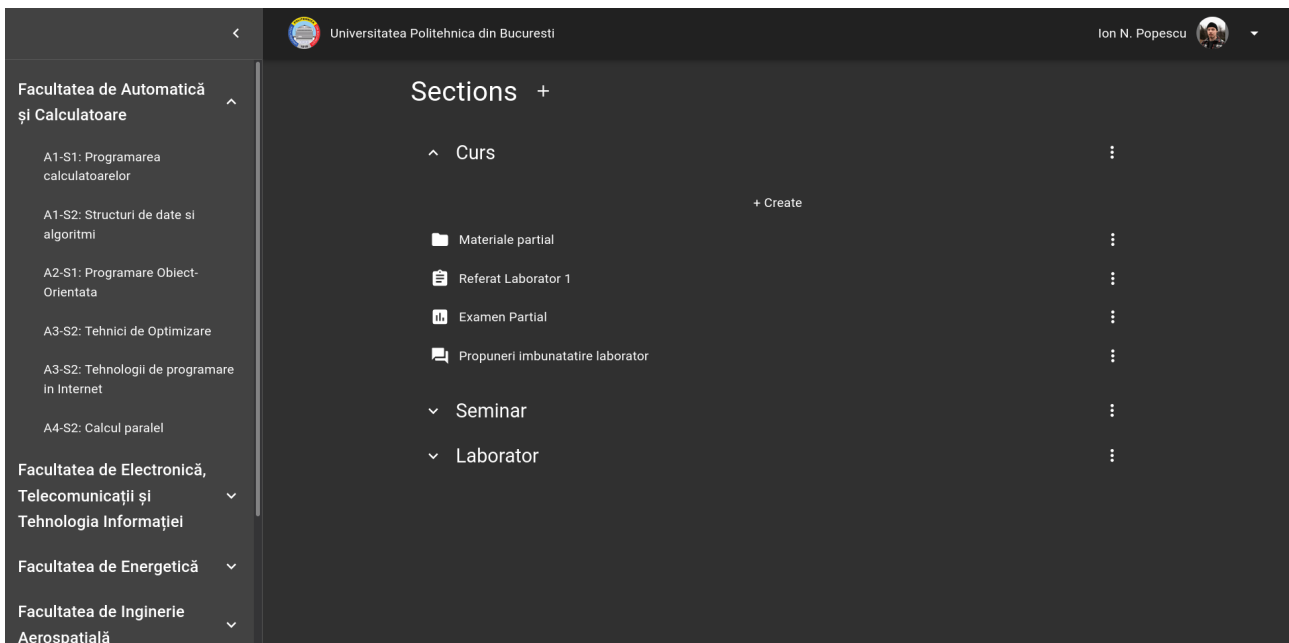 Universitatea Politehnica din Bucuresti
Ion N. Popescu
Facultatea de Automatică
și Calculatoare
A1-S1: Programarea
calculatoarelor
A1-S2: Structuri de date si
algoritmi
A2-S1: Programare Obiect-
Orientata
A3-S2: Tehnici de Optimizare
A3-S2: Tehnologii de programare
in Internet
A4-S2: Calcul paralel
Facultatea de Electronică,
Telecomunicații și
Tehnologia Informației
Facultatea de Energetică
Facultatea de Inginerie
Aerospațială
Sections +
Curs
+ Create
Materiale partial
Referat Laborator 1
Examen Partial
Propuneri imbunatatire laborator
Seminar
Laborator